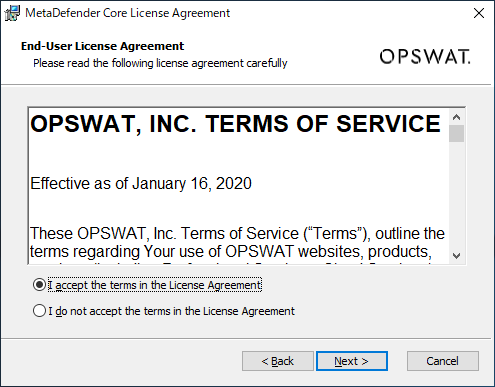 MetaDefender Core License Agreement
End-User License Agreement
Please read the following license agreement carefully
OPSWAT.
OPSWAT, INC. TERMS OF SERVICE
Effective as of January 16, 2020
These OPSWAT, Inc. Terms of Service (“Terms”), outline the
terms regarding Your use of OPSWAT websites, products,
I accept the terms in the License Agreement
I do not accept the terms in the License Agreement
< Back
Next >
Cancel